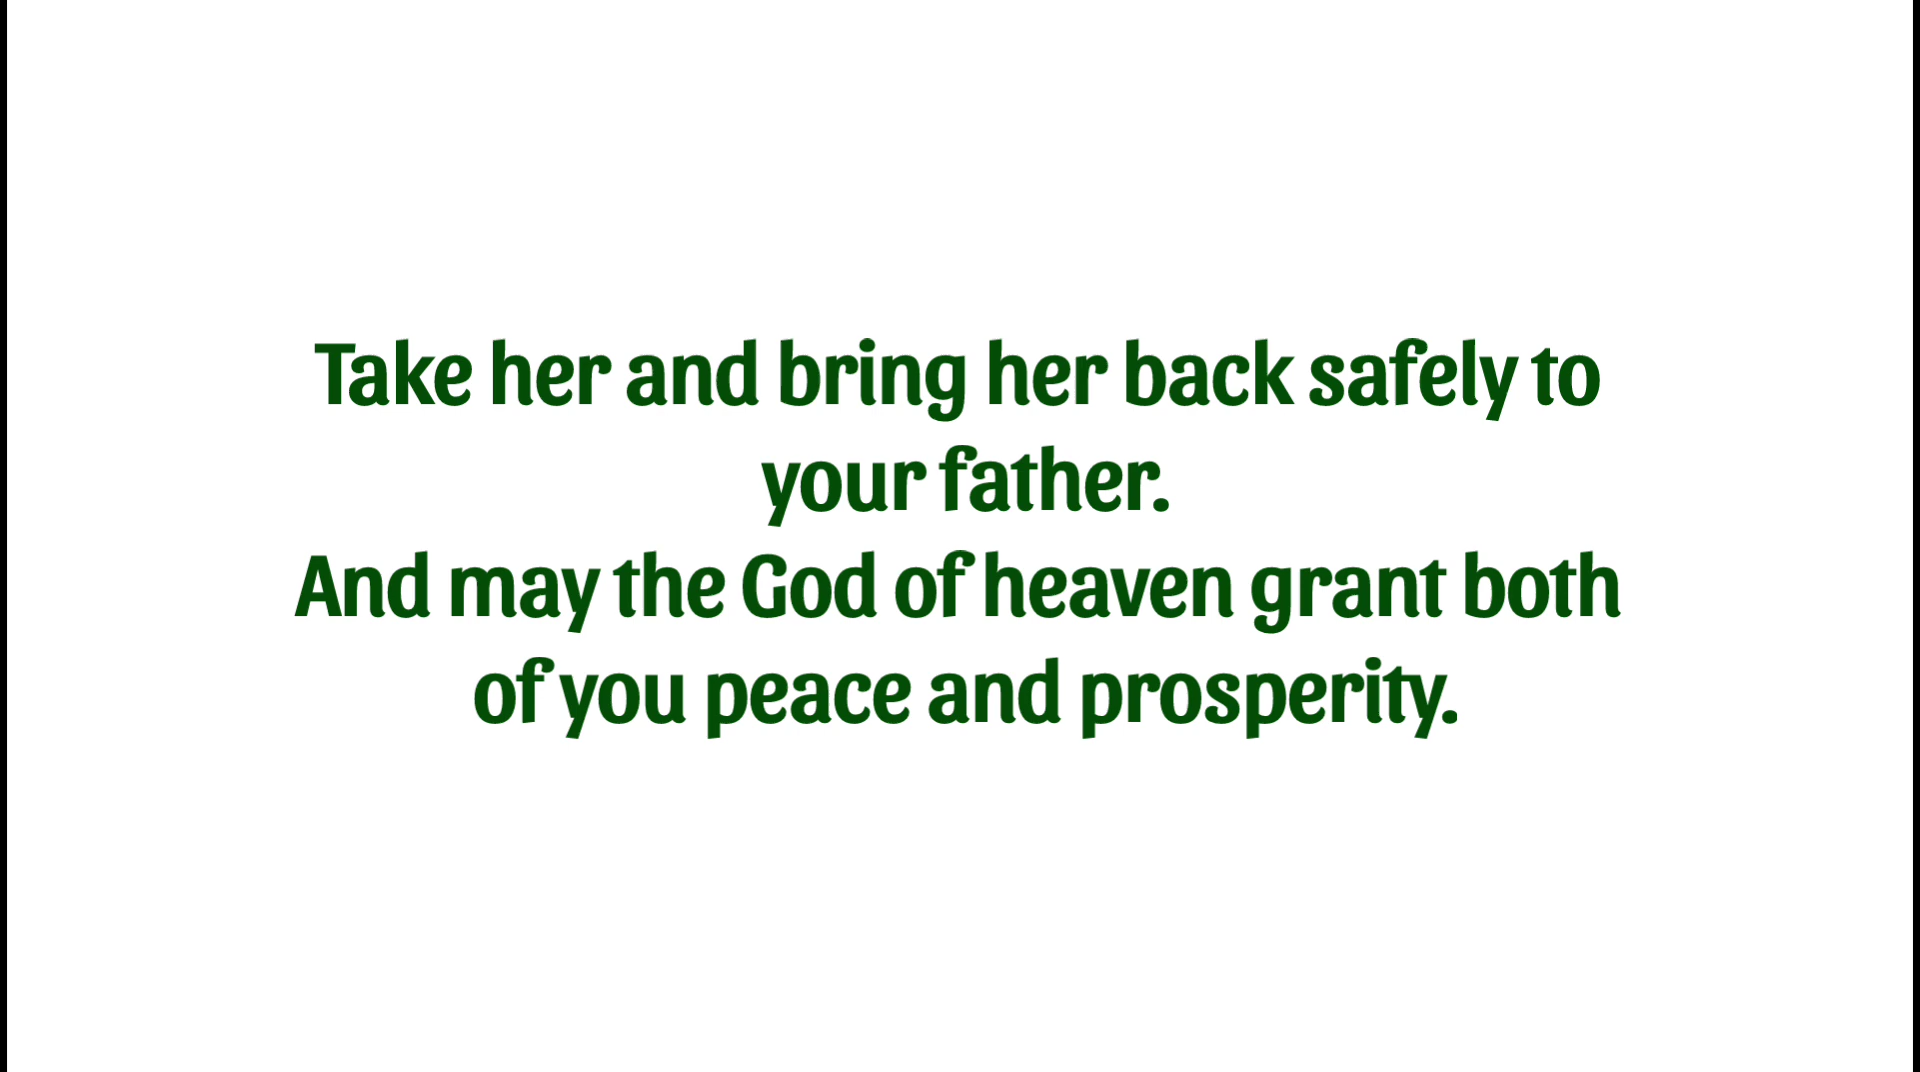 Take her and bring her back safely to
your father.
And may the God of heaven grant both
of you peace and prosperity.